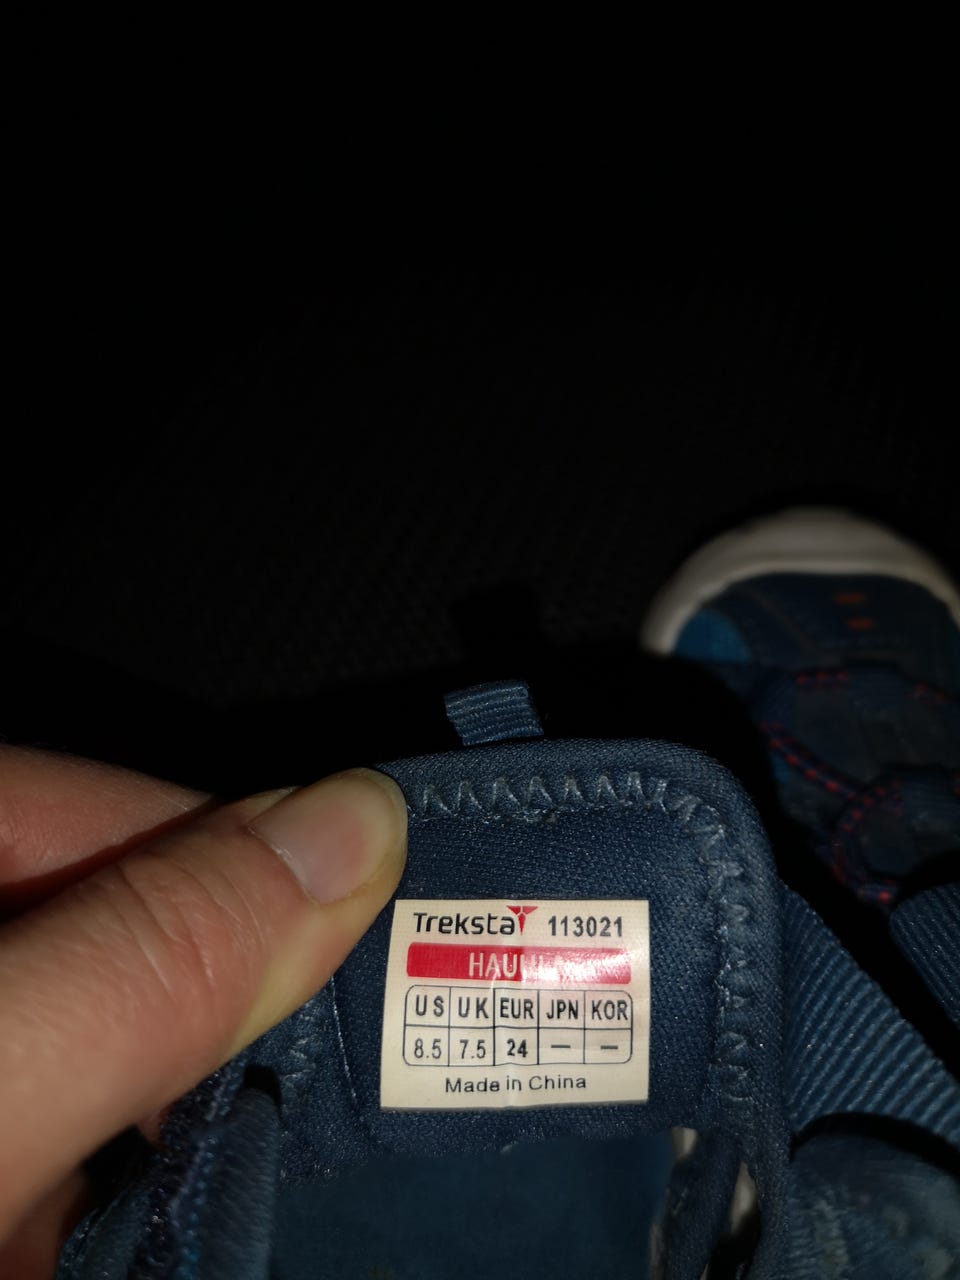 Treksta 113021
US UK EUR JPN KOR
8.5 7.5 24 — —
Made in China